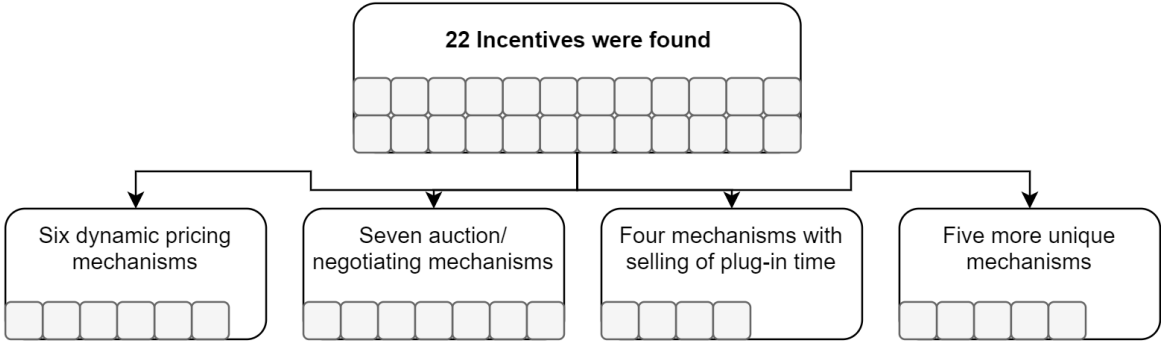 22 Incentives were found
Six dynamic pricing
mechanisms
Seven auction/
negotiating mechanisms
Four mechanisms with
selling of plug-in time
Five more unique
mechanisms